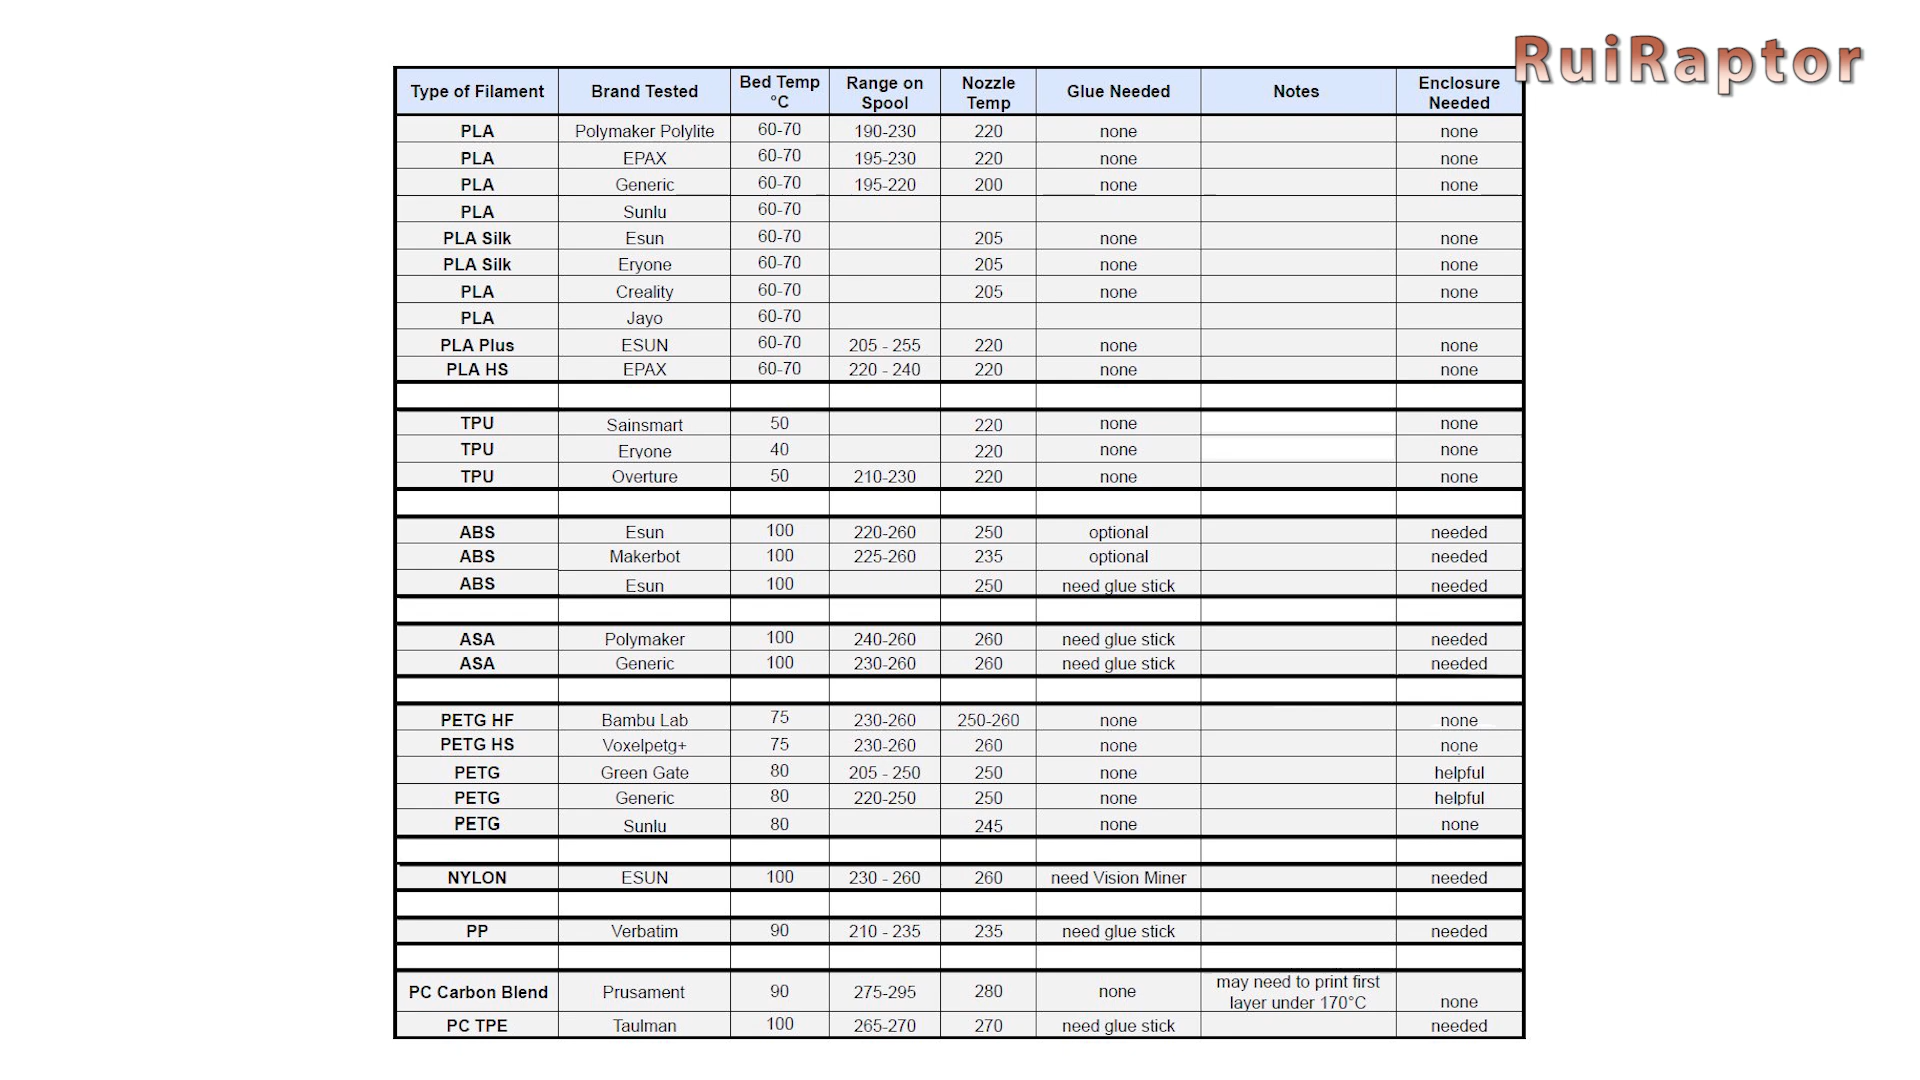 RuiRaptor
Type of Filament Brand Tested Bed Temp °C Range on Spool Nozzle Temp Glue Needed Notes Enclosure Needed
PLA Polymaker Polylite 60-70 190-230 220 none none
PLA EPAX 60-70 195-230 220 none none
PLA Generic 60-70 195-220 200 none none
PLA Sunlu 60-70
PLA Silk Esun 60-70 205 none none
PLA Silk Eryone 60-70 205 none none
PLA Creality 60-70 205 none none
PLA Jayo 60-70
PLA Plus ESUN 60-70 205 - 255 220 none none
PLA HS EPAX 60-70 220 - 240 220 none none
TPU Sainsmart 50 220 none none
TPU Eryone 40 220 none none
TPU Overture 50 210-230 220 none none
ABS Esun 100 220-260 250 optional needed
ABS Makerbot 100 225-260 235 optional needed
ABS Esun 100 250 need glue stick needed
ASA Polymaker 100 240-260 260 need glue stick needed
ASA Generic 100 230-260 260 need glue stick needed
PETG HF Bambu Lab 75 230-260 250-260 none none
PETG HS Voxelpetg+ 75 230-260 260 none none
PETG Green Gate 80 205 - 250 250 none helpful
PETG Generic 80 220-250 250 none helpful
PETG Sunlu 80 245 none none
NYLON ESUN 100 230 - 260 260 need Vision Miner needed
PP Verbatim 90 210 - 235 235 need glue stick needed
PC Carbon Blend Prusament 90 275-295 280 none may need to print first layer under 170°C none
PC TPE Taulman 100 265-270 270 need glue stick needed